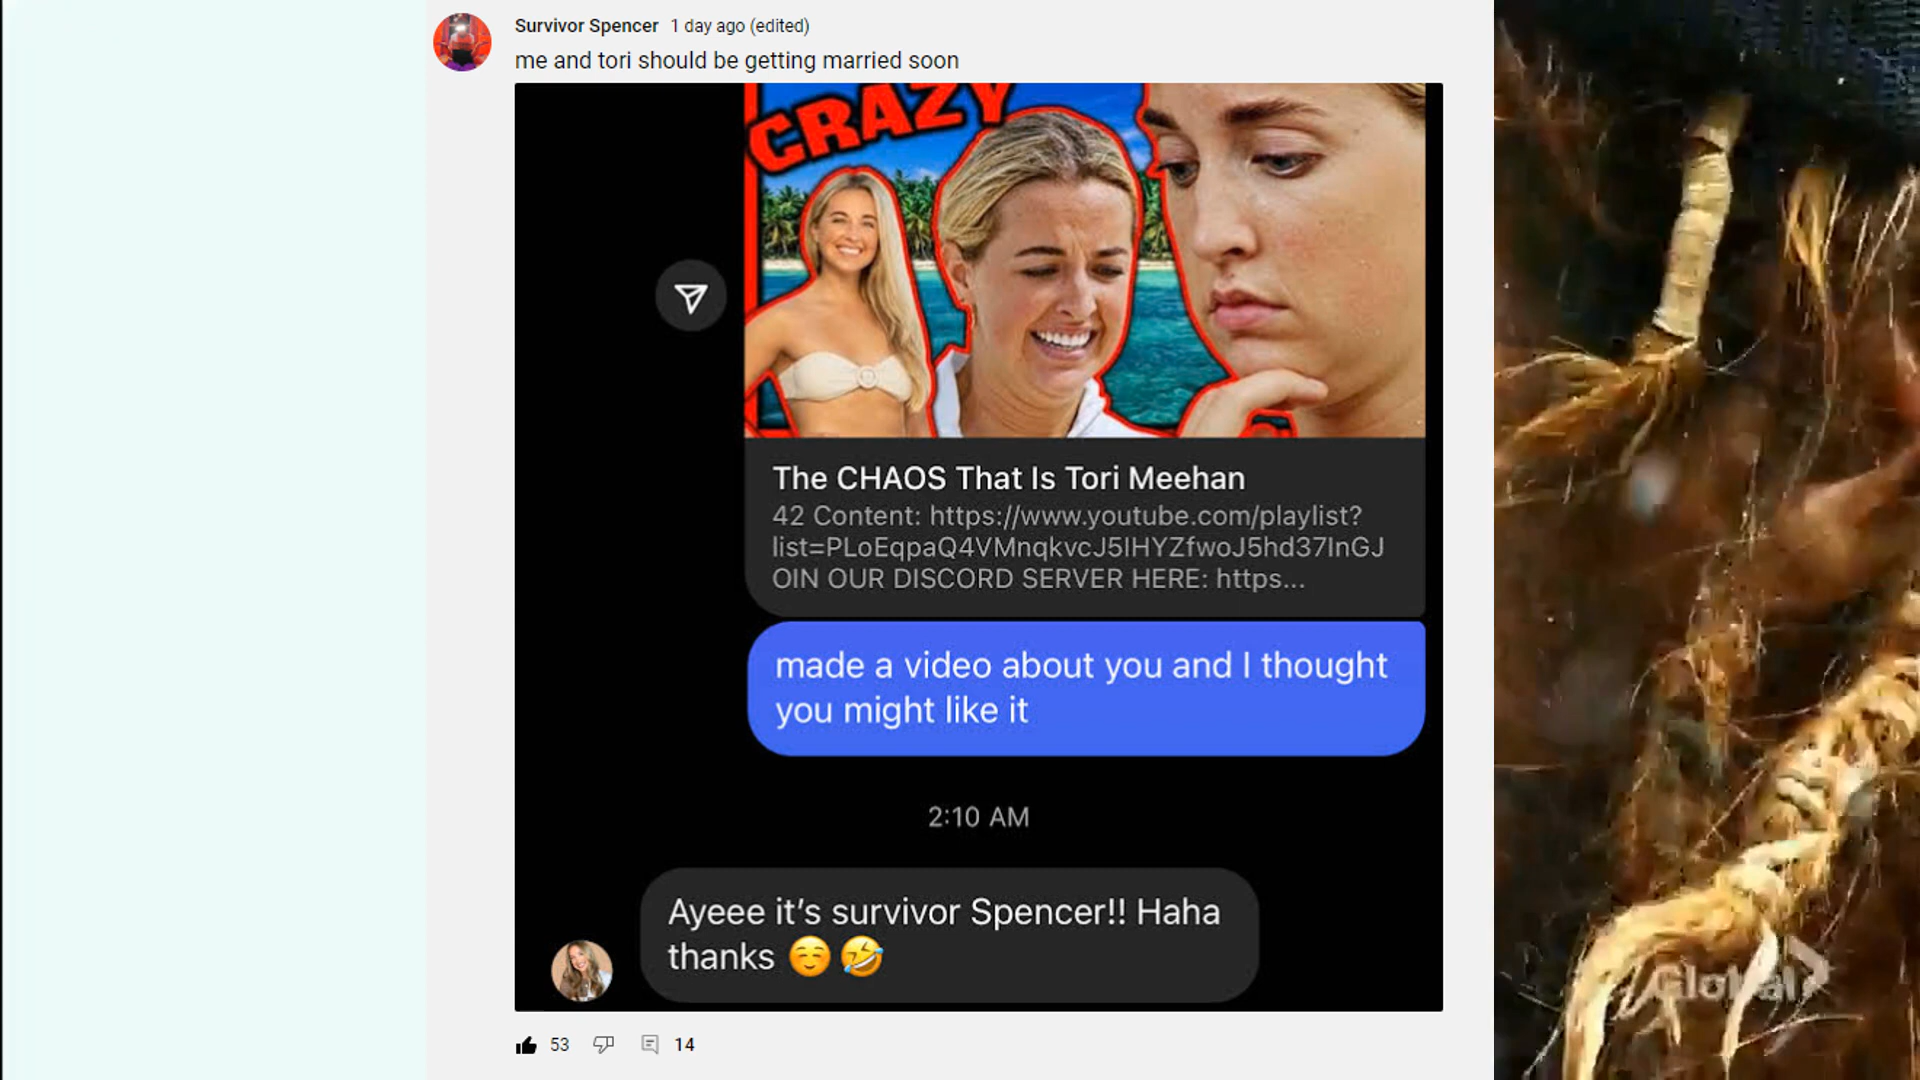 Survivor Spencer 1 day ago (edited)
me and tori should be getting married soon
CRAZY
The CHAOS That Is Tori Meehan
42 Content: https://www.youtube.com/playlist?
list=PLoEqpaQ4VMnqkvcJ5IHYZfwoJ5hd37InGJ
OIN OUR DISCORD SERVER HERE: https...
made a video about you and I thought
you might like it
2:10 AM
Ayeee it's survivor Spencer!! Haha
thanks ☺️ 🤣
53 14
Global